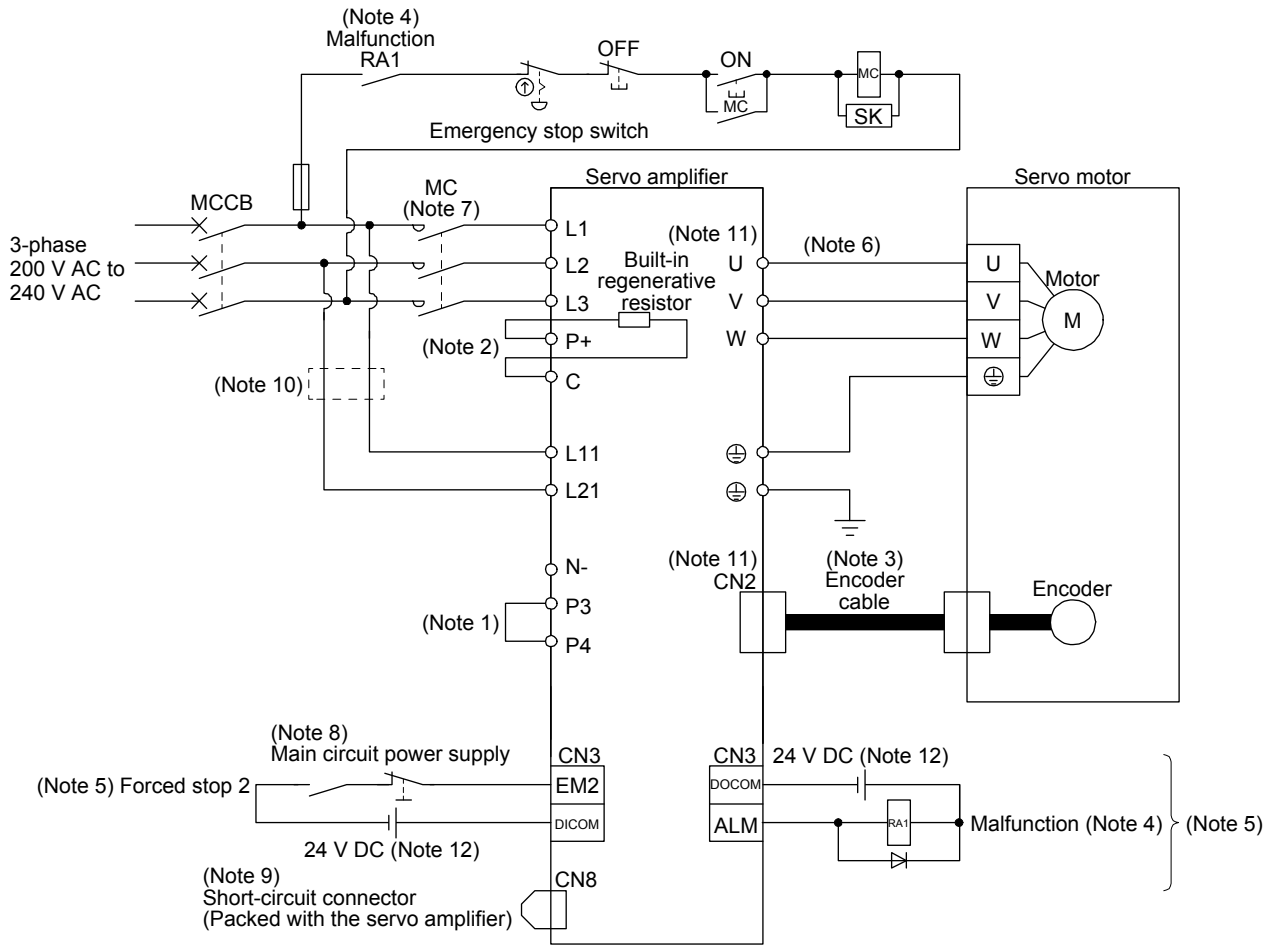 (Note 4)
Malfunction
RA1
OFF
ON
MC
MC
SK
Emergency stop switch
MCCB
MC
(Note 7)
Servo amplifier
Servo motor
3-phase
200 V AC to
240 V AC
L1
L2
L3
P+
C
(Note 2)
Built-in
regenerative
resistor
(Note 11)
U
V
W
(Note 6)
U
V
W
Motor
M
(Note 10)
L11
L21
N-
P3
P4
(Note 1)
(Note 11)
CN2
(Note 3)
Encoder
cable
Encoder
(Note 8)
Main circuit power supply
(Note 5) Forced stop 2
CN3
EM2
DICOM
24 V DC (Note 12)
CN3
DOCOM
ALM
24 V DC (Note 12)
RA1
Malfunction (Note 4)
(Note 5)
(Note 9)
Short-circuit connector
(Packed with the servo amplifier)
CN8